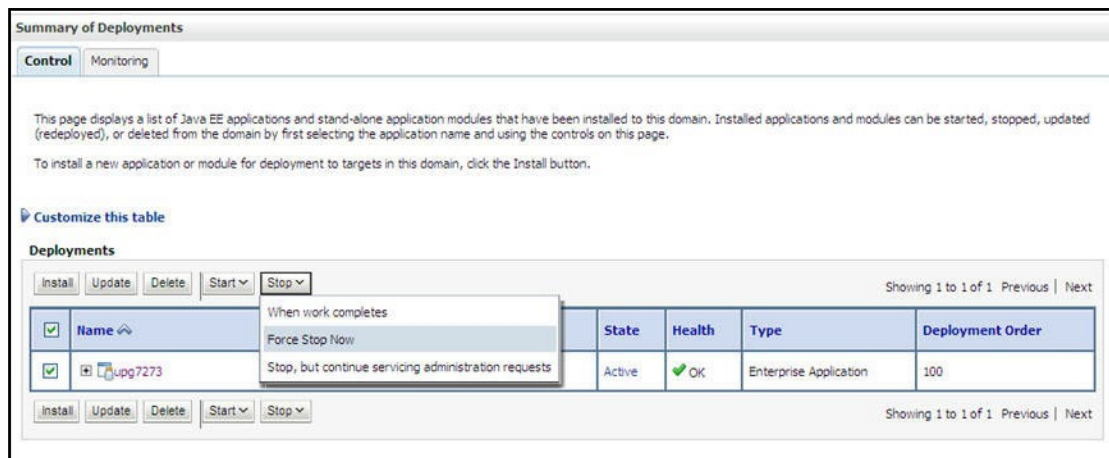 Summary of Deployments
Control Monitoring
This page displays a list of Java EE applications and stand-alone application modules that have been installed to this domain. Installed applications and modules can be started, stopped, updated
(redeployed), or deleted from the domain by first selecting the application name and using the controls on this page.
To install a new application or module for deployment to targets in this domain, click the Install button.
Customize this table
Deployments
Install Update Delete Start Stop Showing 1 to 1 of 1 Previous | Next
When work completes
Name State Health Type Deployment Order
Force Stop Now
Stop, but continue servicing administration requests
upg7273 Active OK Enterprise Application 100
Install Update Delete Start Stop Showing 1 to 1 of 1 Previous | Next